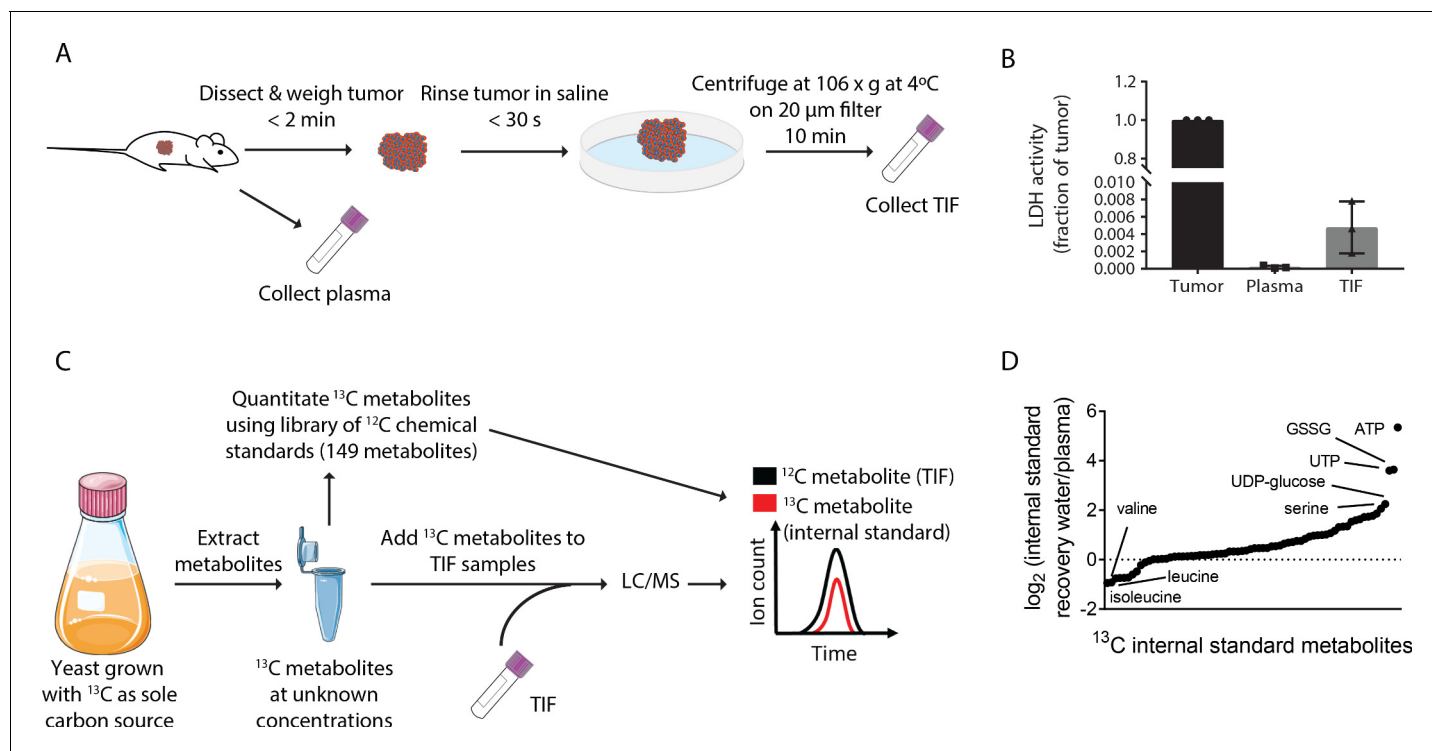 A
Dissect & weigh tumor
< 2 min
Rinse tumor in saline
< 30 s
Centrifuge at 106 x g at 4ºC
on 20 µm filter
10 min
Collect TIF
Collect plasma
B
LDH activity
(fraction of tumor)
1.2
1.0
0.8
0.010
0.008
0.006
0.004
0.002
0.000
Tumor
Plasma
TIF
C
Quantitate ¹³C metabolites
using library of ¹²C chemical
standards (149 metabolites)
Extract
metabolites
Add ¹³C metabolites to
TIF samples
LC/MS
¹²C metabolite (TIF)
¹³C metabolite
(internal standard)
Ion count
Time
Yeast grown
with ¹³C as sole
carbon source
¹³C metabolites
at unknown
concentrations
TIF
D
log₂ (internal standard
recovery water/plasma)
6
4
2
0
-2
GSSG
ATP
UTP
UDP-glucose
serine
valine
leucine
isoleucine
¹³C internal standard metabolites